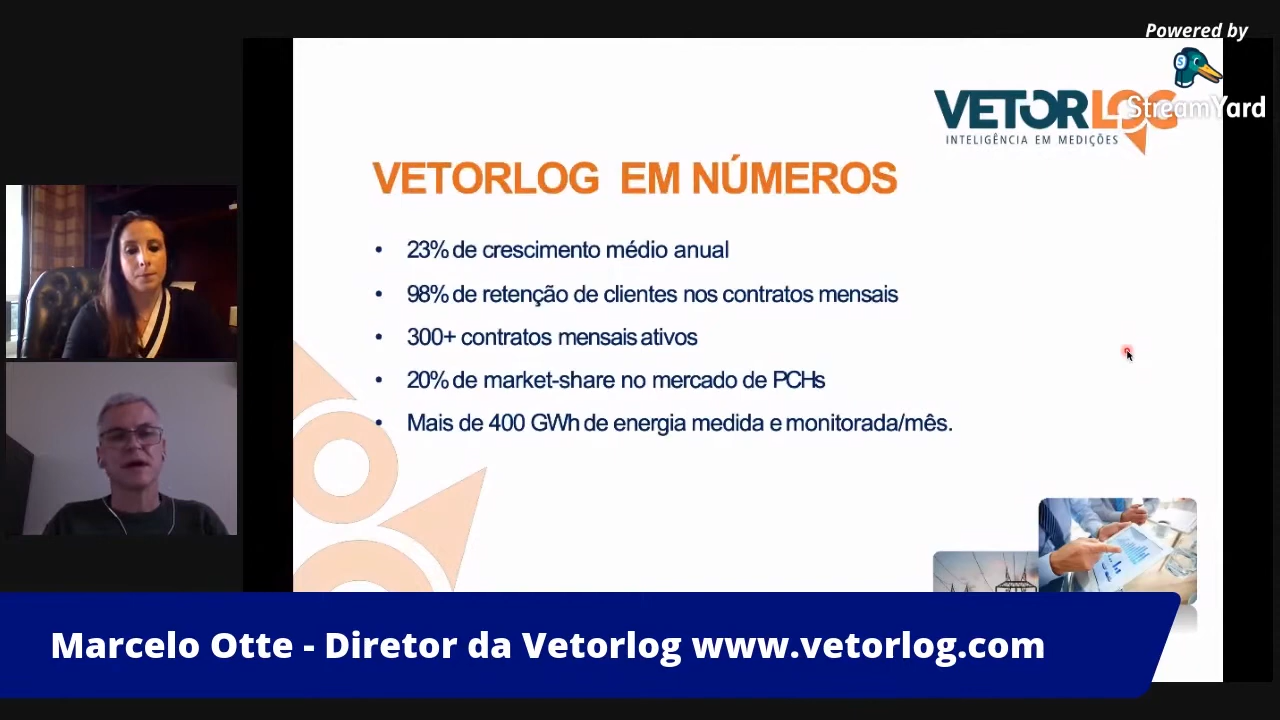 Powered by
StreamYard
VETORLOG
INTELIGÊNCIA EM MEDIÇÕES
VETORLOG EM NÚMEROS
• 23% de crescimento médio anual
• 98% de retenção de clientes nos contratos mensais
• 300+ contratos mensais ativos
• 20% de market-share no mercado de PCHs
• Mais de 400 GWh de energia medida e monitorada/mês.
Marcelo Otte - Diretor da Vetorlog www.vetorlog.com